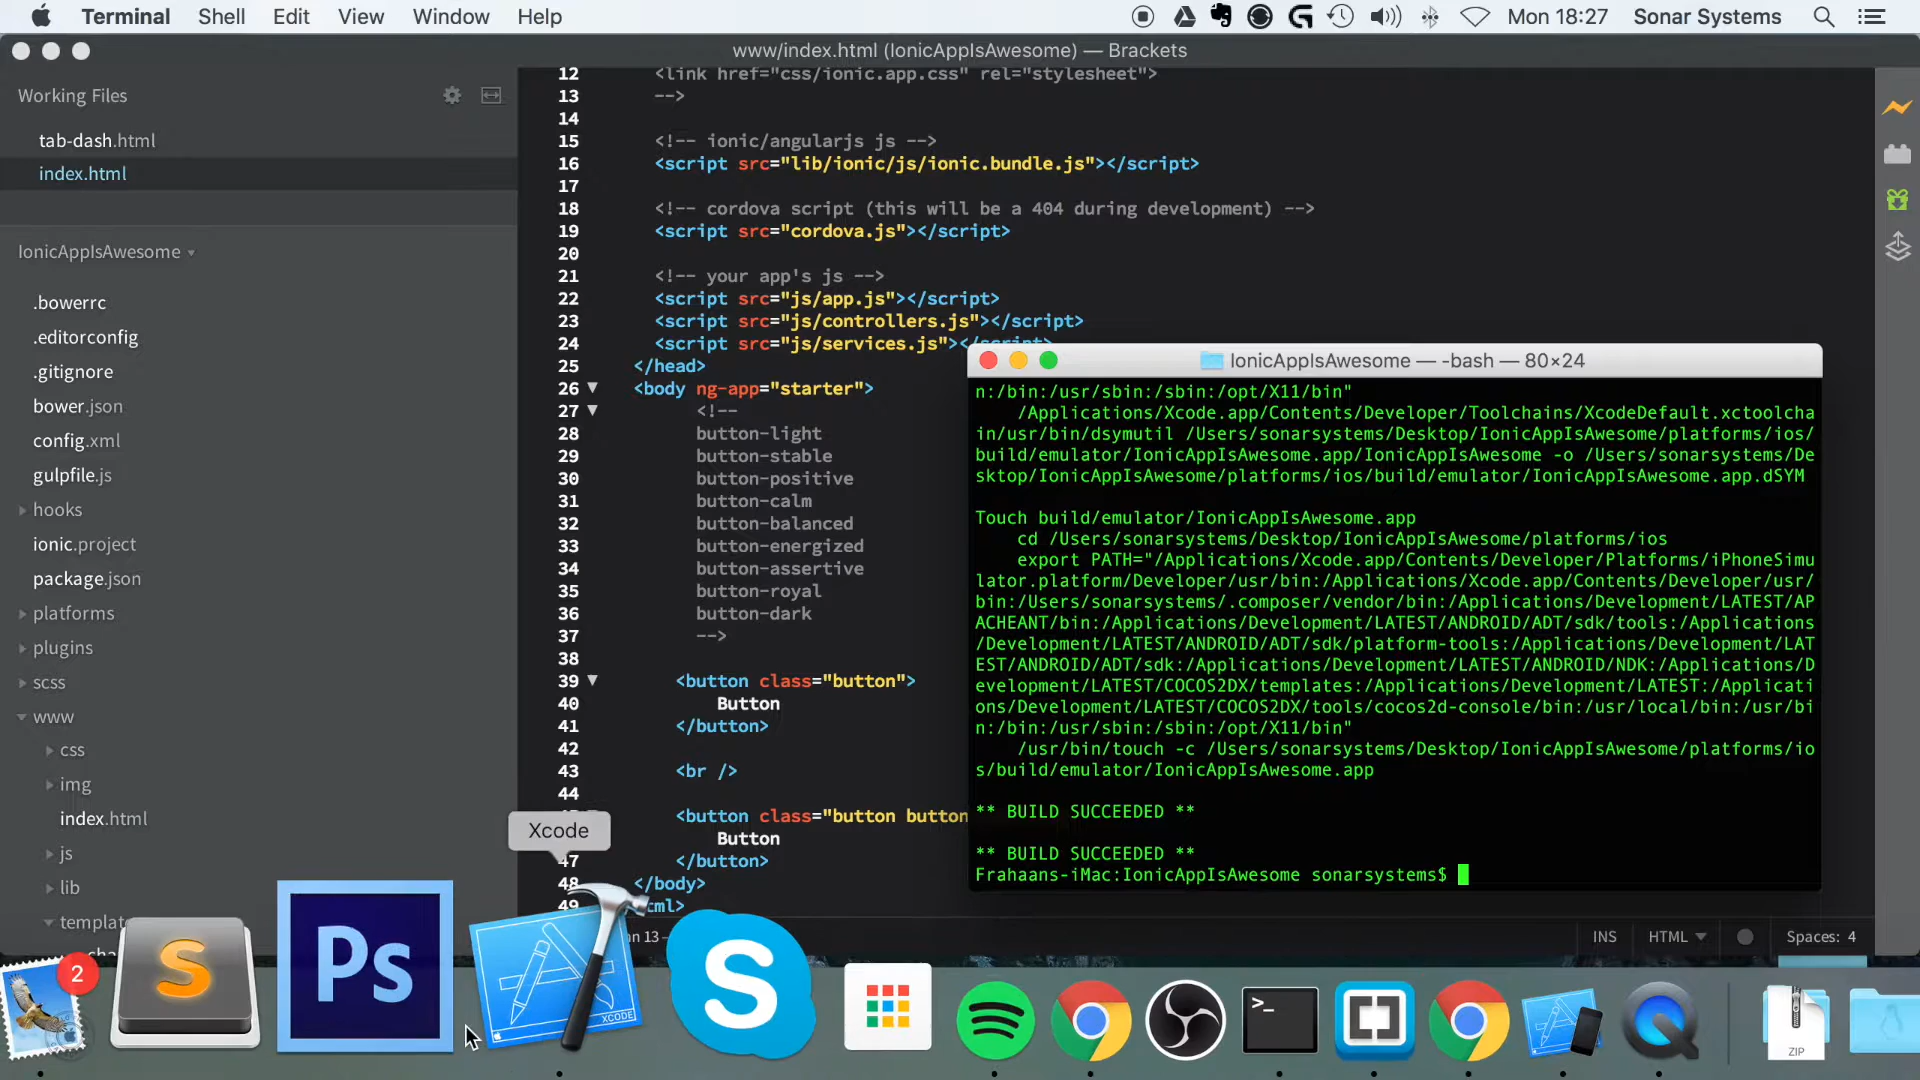 Terminal Shell Edit View Window Help Mon 18:27 Sonar Systems
www/index.html (IonicAppIsAwesome) — Brackets
Working Files
tab-dash.html
index.html
IonicAppIsAwesome
.bowerrc
.editorconfig
.gitignore
bower.json
config.xml
gulpfile.js
hooks
ionic.project
package.json
platforms
plugins
scss
www
css
img
index.html
js
lib
templat
12 <link href="css/ionic.app.css" rel="stylesheet">
13 -->
14
15 <!-- ionic/angularjs js -->
16 <script src="lib/ionic/js/ionic.bundle.js"></script>
17
18 <!-- cordova script (this will be a 404 during development) -->
19 <script src="cordova.js"></script>
20
21 <!-- your app's js -->
22 <script src="js/app.js"></script>
23 <script src="js/controllers.js"></script>
24 <script src="js/services.js"></script>
25 </head>
26 <body ng-app="starter">
27 <!--
28 button-light
29 button-stable
30 button-positive
31 button-calm
32 button-balanced
33 button-energized
34 button-assertive
35 button-royal
36 button-dark
37 -->
38
39 <button class="button">
40 Button
41 </button>
42
43 <br />
44
<button class="button button
Button
47 </button>
48 </body>
49 tml>
IonicAppIsAwesome — -bash — 80×24
n:/bin:/usr/sbin:/sbin:/opt/X11/bin"
/Applications/Xcode.app/Contents/Developer/Toolchains/XcodeDefault.xctoolcha
in/usr/bin/dsymutil /Users/sonarsystems/Desktop/IonicAppIsAwesome/platforms/ios/
build/emulator/IonicAppIsAwesome.app/IonicAppIsAwesome -o /Users/sonarsystems/De
sktop/IonicAppIsAwesome/platforms/ios/build/emulator/IonicAppIsAwesome.app.dSYM
Touch build/emulator/IonicAppIsAwesome.app
cd /Users/sonarsystems/Desktop/IonicAppIsAwesome/platforms/ios
export PATH="/Applications/Xcode.app/Contents/Developer/Platforms/iPhoneSimu
lator.platform/Developer/usr/bin:/Applications/Xcode.app/Contents/Developer/usr/
bin:/Users/sonarsystems/.composer/vendor/bin:/Applications/Development/LATEST/AP
ACHEANT/bin:/Applications/Development/LATEST/ANDROID/ADT/sdk/tools:/Applications
/Development/LATEST/ANDROID/ADT/sdk/platform-tools:/Applications/Development/LAT
EST/ANDROID/ADT/sdk:/Applications/Development/LATEST/ANDROID/NDK:/Applications/D
evelopment/LATEST/COCOS2DX/templates:/Applications/Development/LATEST:/Applicati
ons/Development/LATEST/COCOS2DX/tools/cocos2d-console/bin:/usr/local/bin:/usr/bi
n:/bin:/usr/sbin:/sbin:/opt/X11/bin"
/usr/bin/touch -c /Users/sonarsystems/Desktop/IonicAppIsAwesome/platforms/io
s/build/emulator/IonicAppIsAwesome.app
** BUILD SUCCEEDED **
** BUILD SUCCEEDED **
Frahaans-iMac:IonicAppIsAwesome sonarsystems$
Xcode
n 13
INS HTML Spaces: 4
2
S
Ps
XCODE
S
>_
ZIP